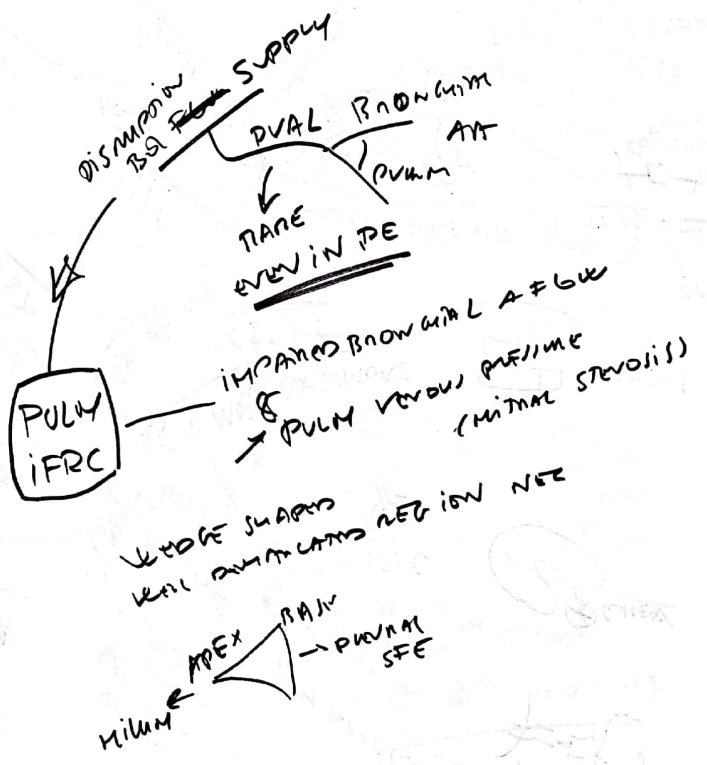 DISRUPTION
BL SUPPLY
DUAL
BRONCHIAL
AA
PULM
RARE
EVEN IN PE
PULM
iFRC
IMPAIRED BRONCHIAL A FLOW
&
↗ PULM VENOUS PRESSURE
(MITRAL STENOSIS)
WEDGE SHAPED
WELL DEMARCATED REGION NEC
APEX
BASE
→ PLEURAL
SFE
HILUM